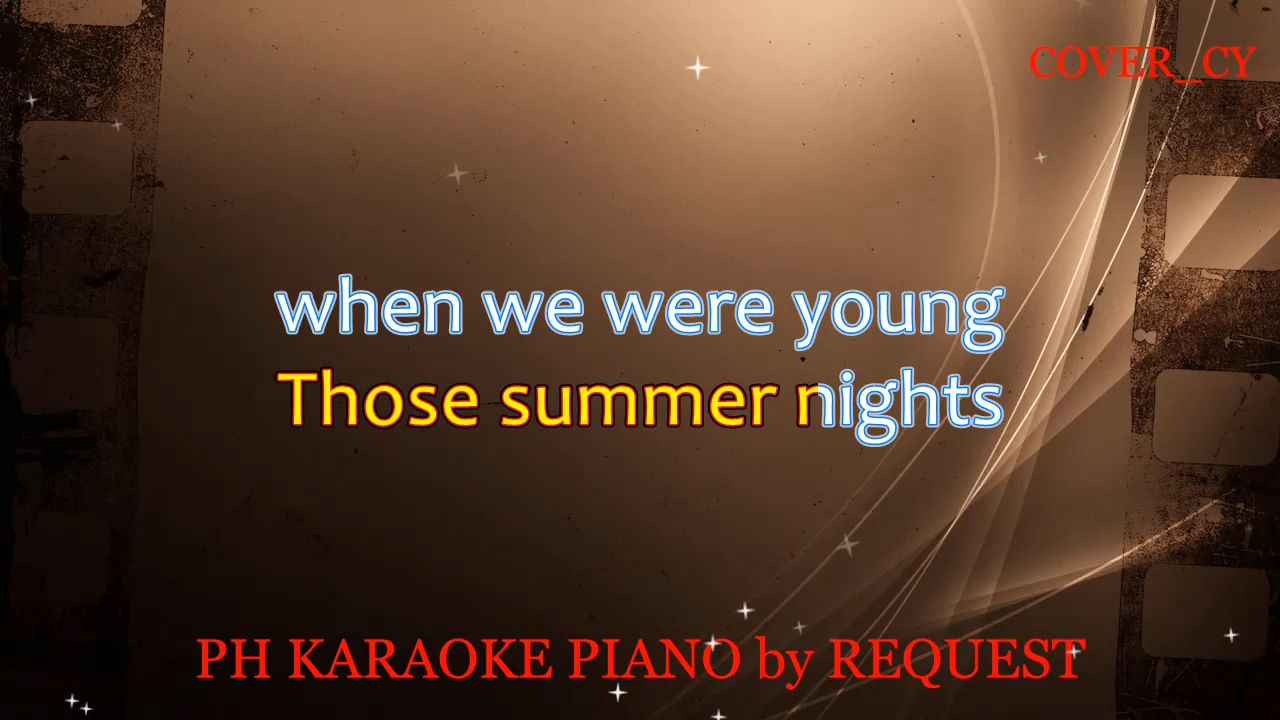 COVER_CY
when we were young
Those summer nights
PH KARAOKE PIANO by REQUEST